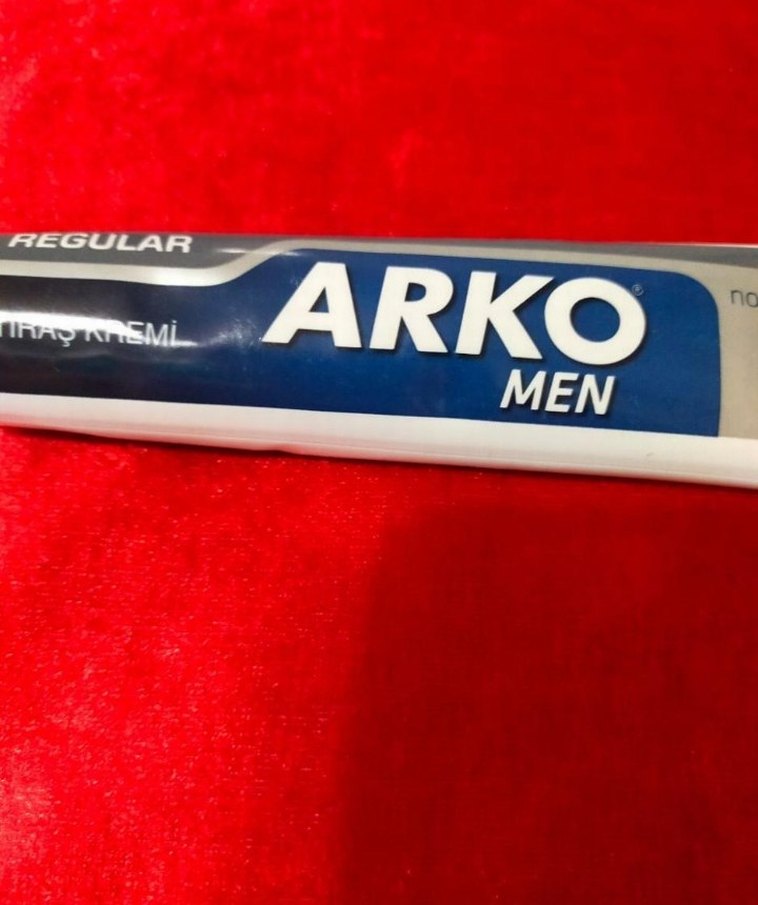 REGULAR
ARKO®
TIRAŞ KREMİ
MEN